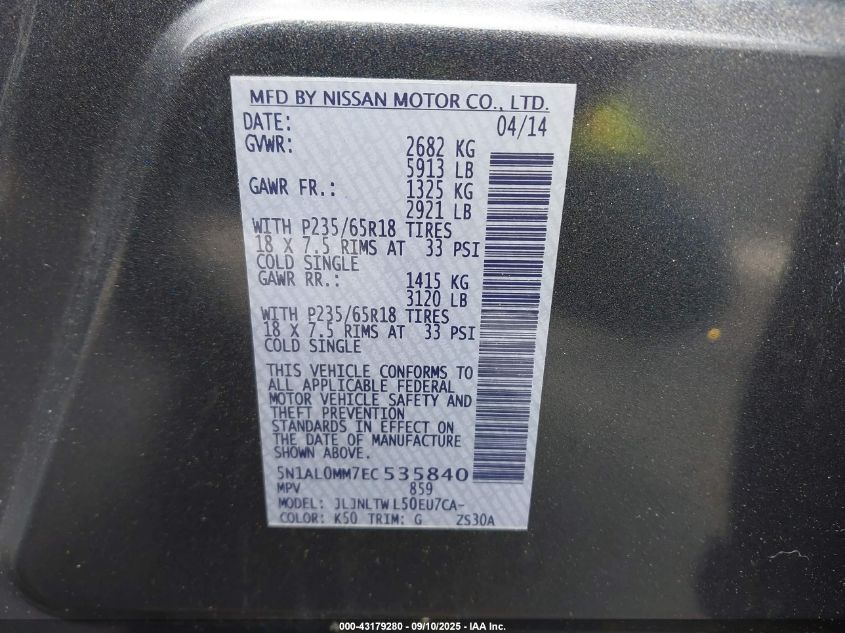 MFD BY NISSAN MOTOR CO., LTD.
DATE: 04/14
GVWR: 2682 KG
5913 LB
GAWR FR.: 1325 KG
2921 LB
WITH P235/65R18 TIRES
18 X 7.5 RIMS AT 33 PSI
COLD SINGLE
GAWR RR.: 1415 KG
3120 LB
WITH P235/65R18 TIRES
18 X 7.5 RIMS AT 33 PSI
COLD SINGLE
THIS VEHICLE CONFORMS TO
ALL APPLICABLE FEDERAL
MOTOR VEHICLE SAFETY AND
THEFT PREVENTION
STANDARDS IN EFFECT ON
THE DATE OF MANUFACTURE
SHOWN ABOVE.
5N1AL0MM7EC535840
MPV 859
MODEL: JLJNLTWL50EU7CA-
COLOR: K50 TRIM: G ZS30A
000-43179280 - 09/10/2025 - IAA Inc.